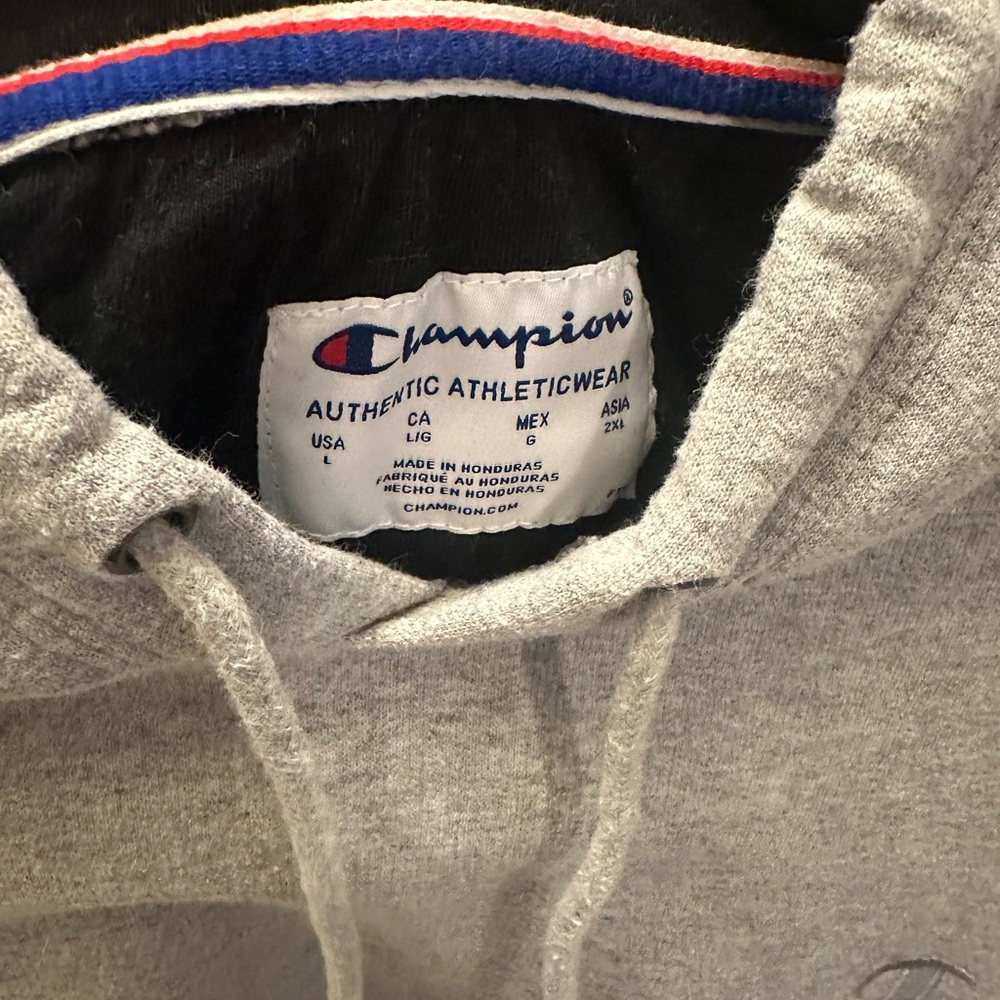 Champion®
AUTHENTIC ATHLETICWEAR
USA CA MEX ASIA
L L/G G 2XL
MADE IN HONDURAS
FABRIQUÉ AU HONDURAS
HECHO EN HONDURAS
CHAMPION.COM